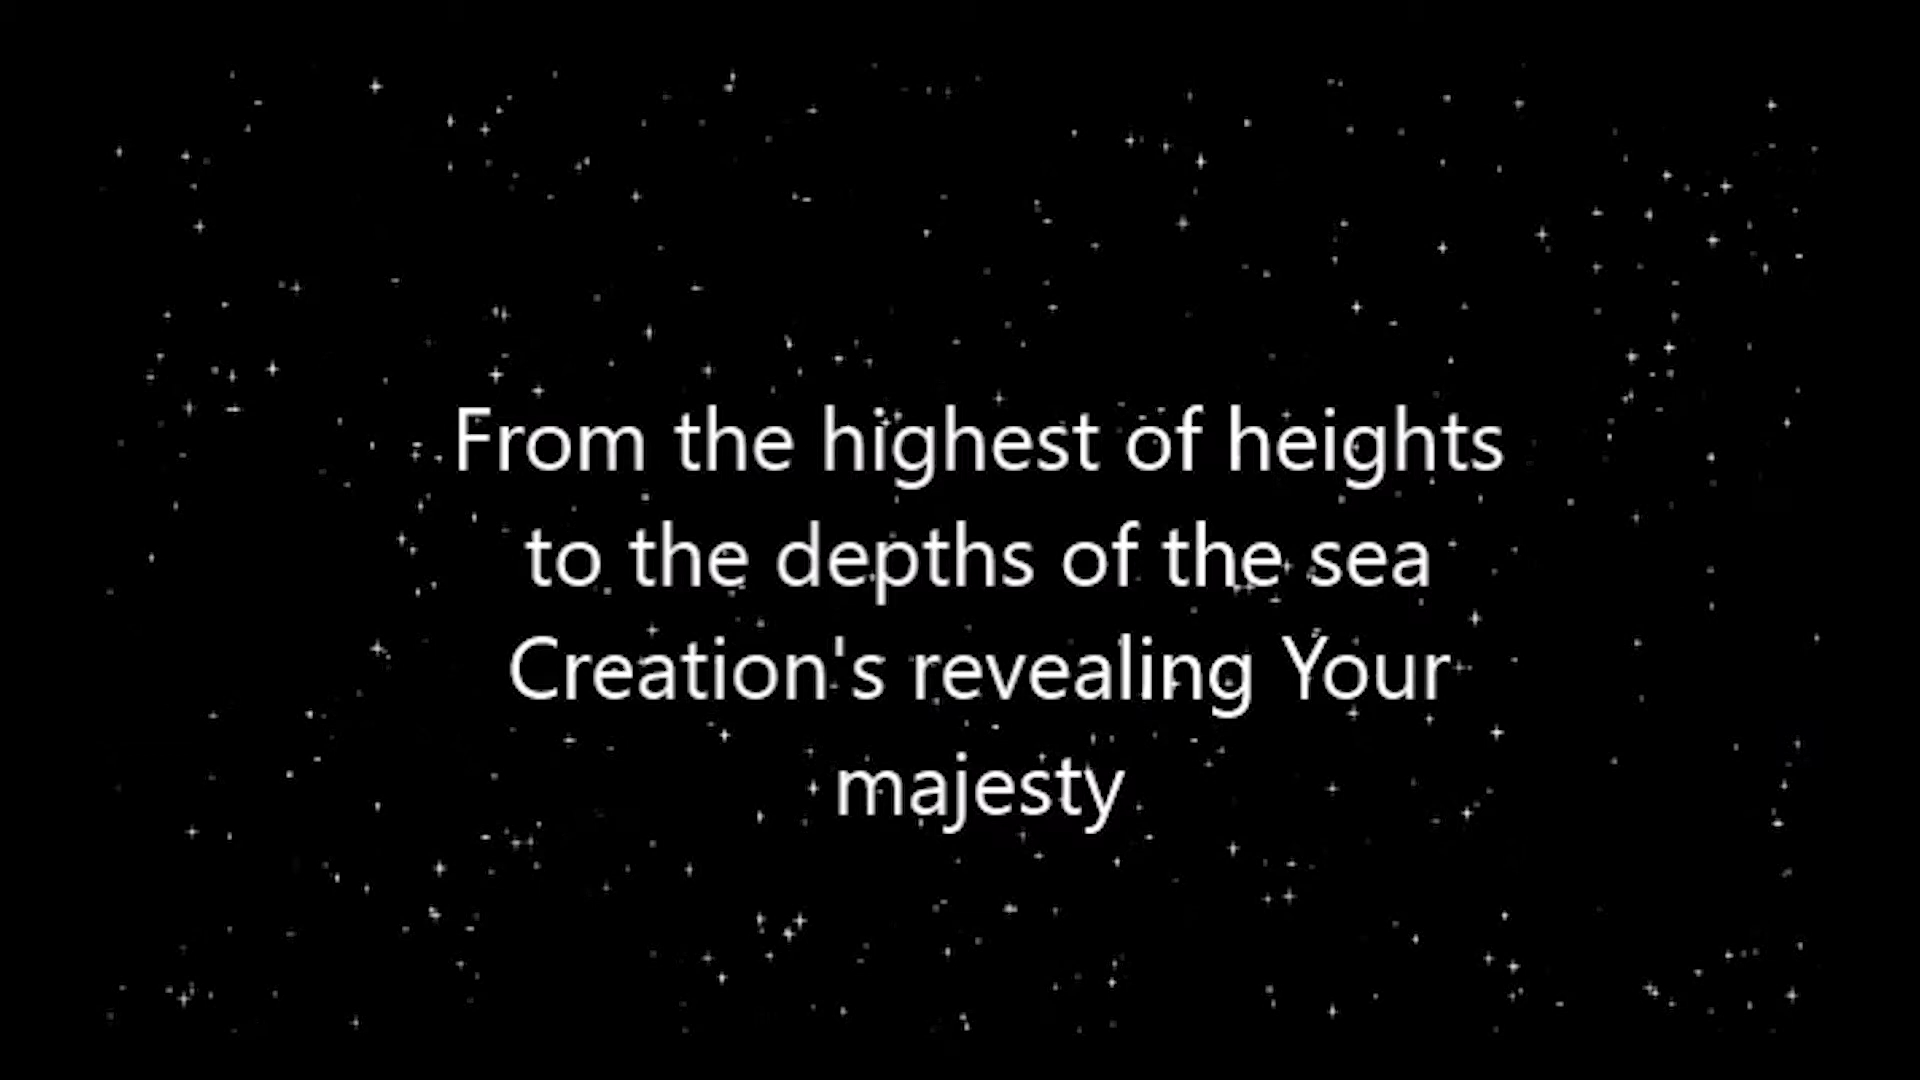 From the highest of heights
to the depths of the sea
Creation's revealing Your
majesty